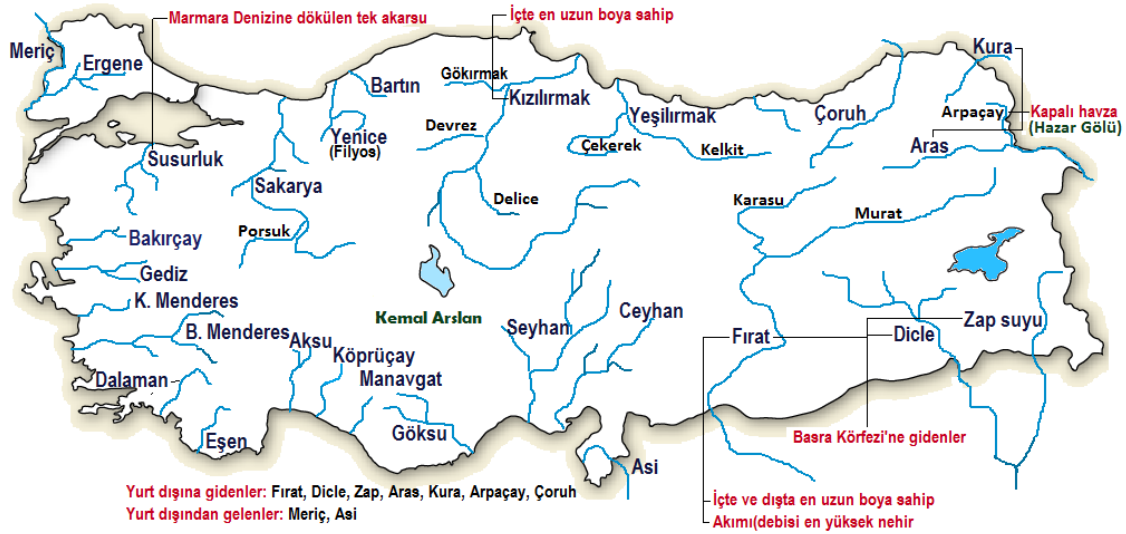 Marmara Denizine dökülen tek akarsu
İçte en uzun boya sahip
Meriç
Ergene
Kura
Bartın
Gökırmak
Kızılırmak
Yeşilırmak
Çoruh
Arpaçay
Kapalı havza
(Hazar Gölü)
Devrez
Yenice
(Filyos)
Susurluk
Çekerek
Kelkit
Aras
Sakarya
Delice
Karasu
Murat
Porsuk
Bakırçay
Gediz
K. Menderes
Kemal Arslan
Seyhan
Ceyhan
Zap suyu
B. Menderes
Aksu
Fırat
Dicle
Köprüçay
Dalaman
Manavgat
Göksu
Eşen
Basra Körfezi'ne gidenler
Asi
Yurt dışına gidenler: Fırat, Dicle, Zap, Aras, Kura, Arpaçay, Çoruh
İçte ve dışta en uzun boya sahip
Yurt dışından gelenler: Meriç, Asi
Akımı(debisi en yüksek nehir